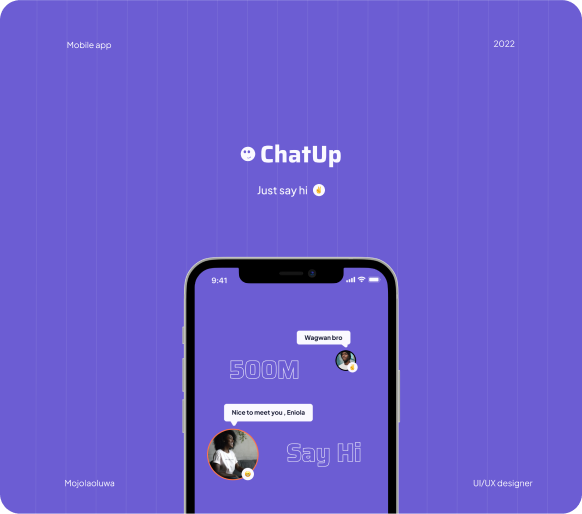 Mobile app
2022
ChatUp
Just say hi
9:41
Wagwan bro
500M
Nice to meet you , Eniola
Say Hi
Mojolaoluwa
UI/UX designer